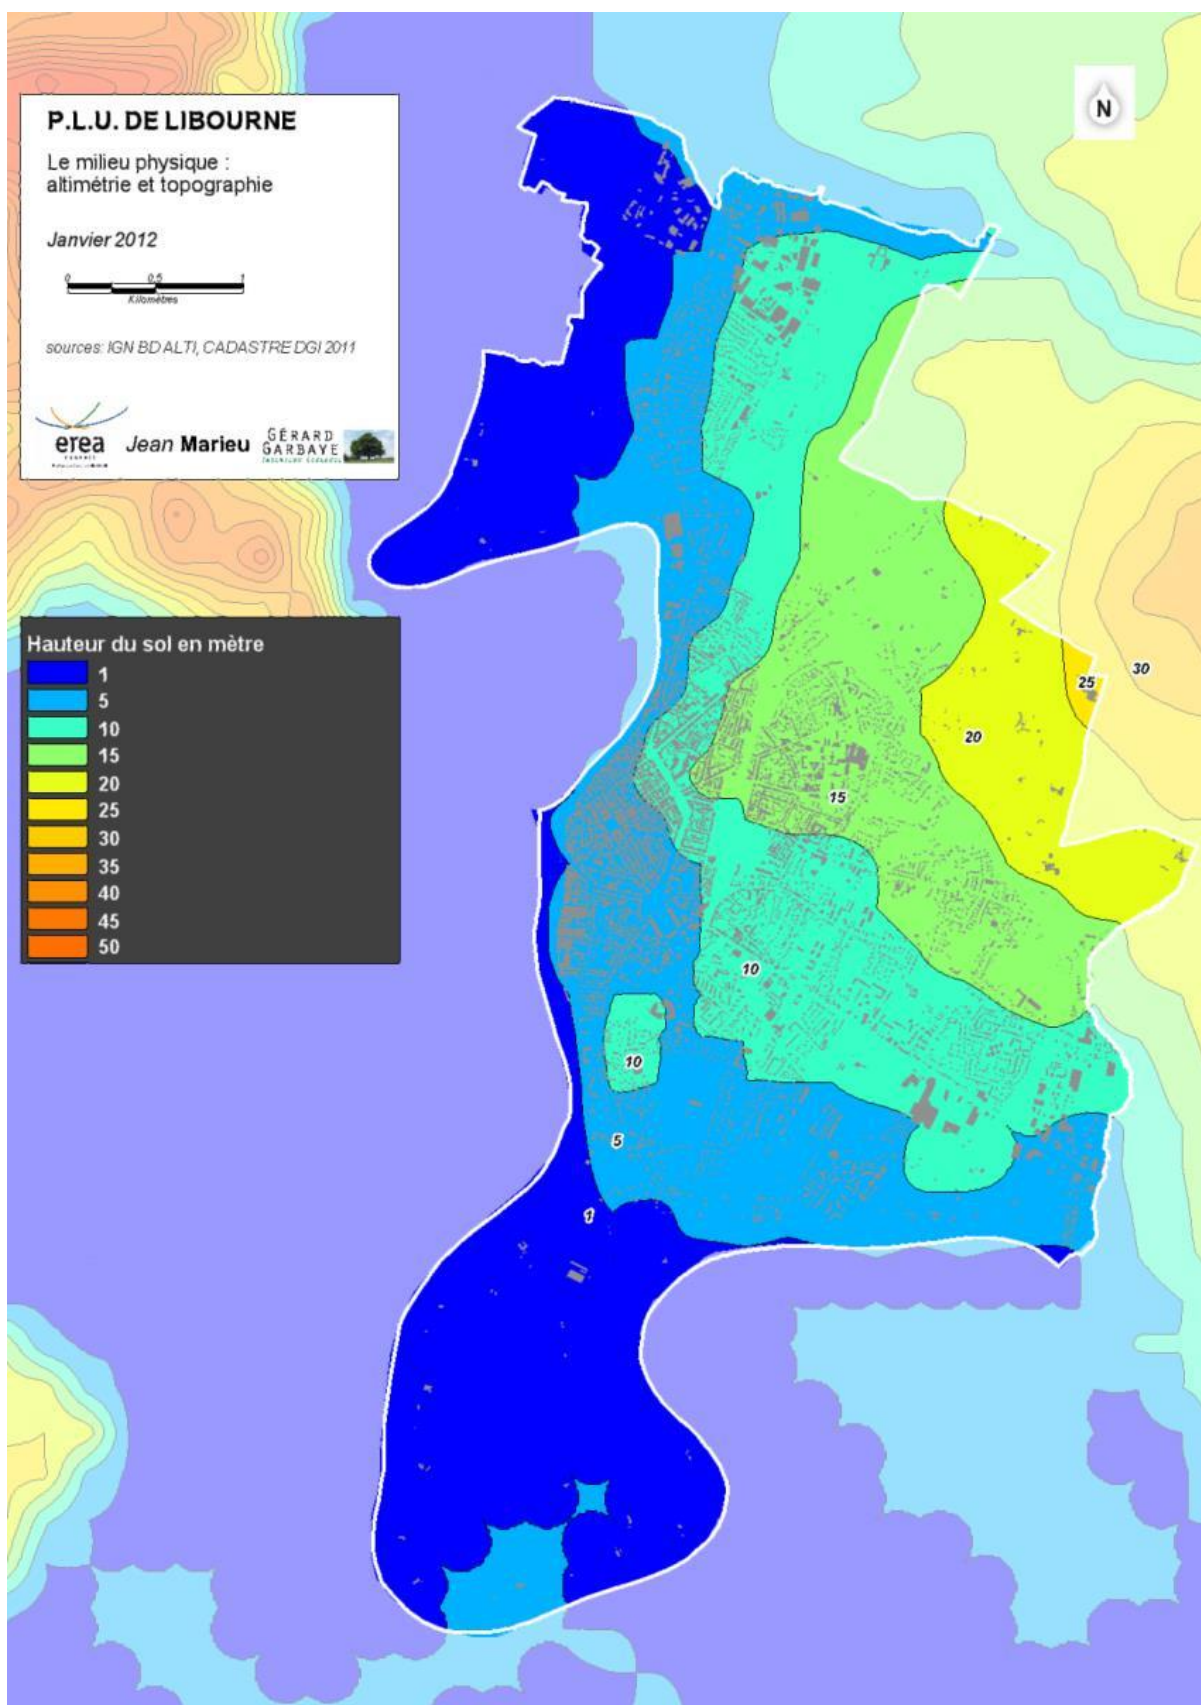 P.L.U. DE LIBOURNE
Le milieu physique :
altimétrie et topographie
Janvier 2012
0 0.5 1
Kilomètres
sources: IGN BD ALTI, CADASTRE DGI 2011
erea
Jean Marieu
GÉRARD
GARBAYE
N
Hauteur du sol en mètre
1
5
10
15
20
25
30
35
40
45
50
30
25
20
15
10
10
5
1